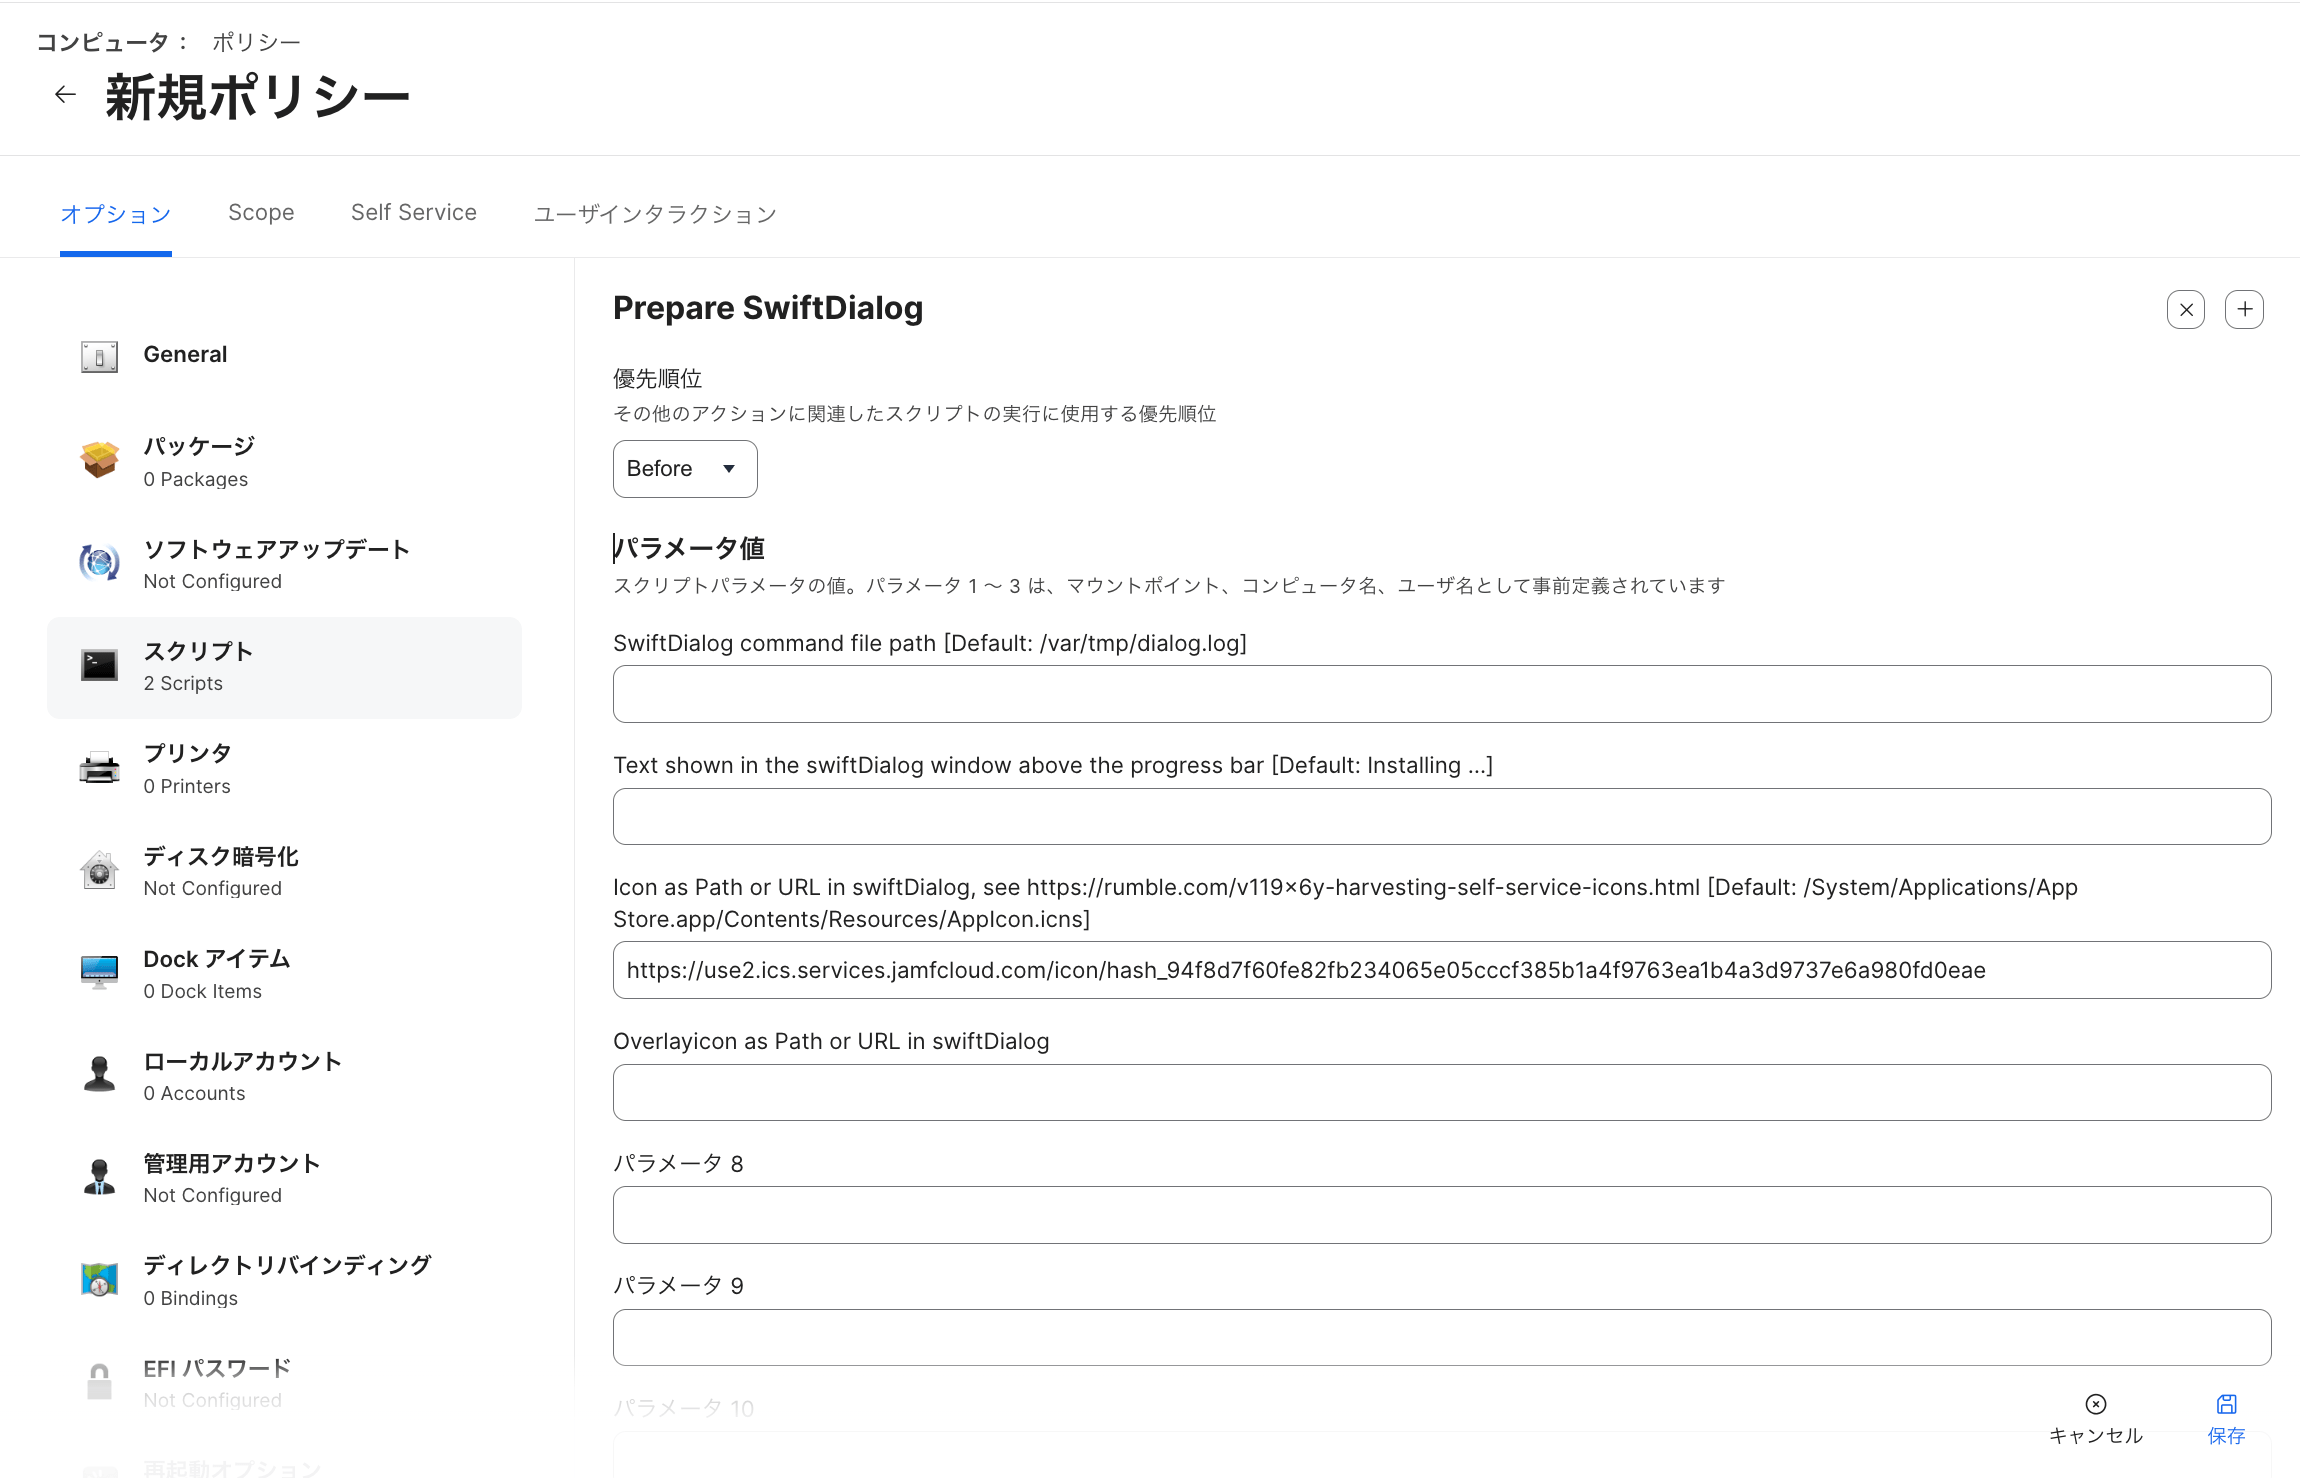 コンピュータ： ポリシー
← 新規ポリシー
オプション Scope Self Service ユーザインタラクション
General
パッケージ
0 Packages
ソフトウェアアップデート
Not Configured
スクリプト
2 Scripts
プリンタ
0 Printers
ディスク暗号化
Not Configured
Dock アイテム
0 Dock Items
ローカルアカウント
0 Accounts
管理用アカウント
Not Configured
ディレクトリバインディング
0 Bindings
EFI パスワード
Not Configured
再起動オプション
Prepare SwiftDialog
優先順位
その他のアクションに関連したスクリプトの実行に使用する優先順位
Before
パラメータ値
スクリプトパラメータの値。パラメータ 1 〜 3 は、マウントポイント、コンピュータ名、ユーザ名として事前定義されています
SwiftDialog command file path [Default: /var/tmp/dialog.log]
Text shown in the swiftDialog window above the progress bar [Default: Installing ...]
Icon as Path or URL in swiftDialog, see https://rumble.com/v119x6y-harvesting-self-service-icons.html [Default: /System/Applications/App
Store.app/Contents/Resources/AppIcon.icns]
https://use2.ics.services.jamfcloud.com/icon/hash_94f8d7f60fe82fb234065e05cccf385b1a4f9763ea1b4a3d9737e6a980fd0eae
Overlayicon as Path or URL in swiftDialog
パラメータ 8
パラメータ 9
パラメータ 10
キャンセル 保存